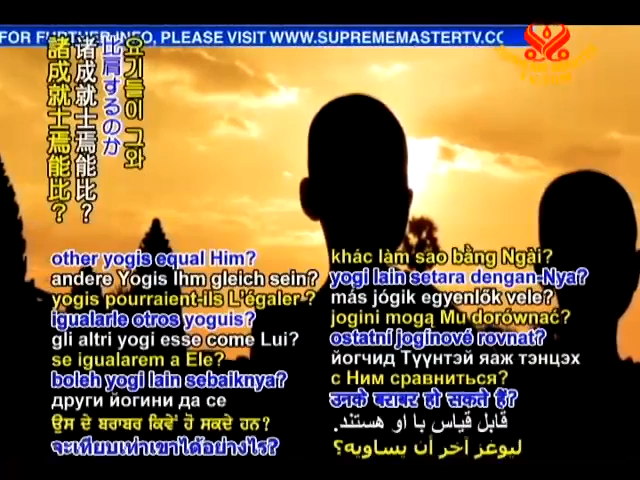 FOR FURTHER INFO, PLEASE VISIT WWW.SUPREMEMASTERTV.CO
요기들이 그와
比肩するのか
诸成就士焉能比？
諸成就士焉能比？
other yogis equal Him?
andere Yogis Ihm gleich sein?
yogis pourraient-ils L'égaler ?
igualarle otros yoguis?
gli altri yogi esse come Lui?
se igualarem a Ele?
boleh yogi lain sebaiknya?
други йогини да се
ਉਸ ਦੇ ਬਰਾਬਰ ਕਿਵੇਂ ਹੋ ਸਕਦੇ ਹਨ?
จะเทียบเท่าเขาได้อย่างไร?
khác làm sao bằng Ngài?
yogi lain setara dengan-Nya?
más jógik egyenlők vele?
jogini mogą Mu dorównać?
ostatní joginové rovnat?
йогчид Түүнтэй яаж тэнцэх
с Ним сравниться?
उनके बराबर हो सकते हैं?
قابل قیاس با او هستند.
ليوغز آخر أن يساويه؟